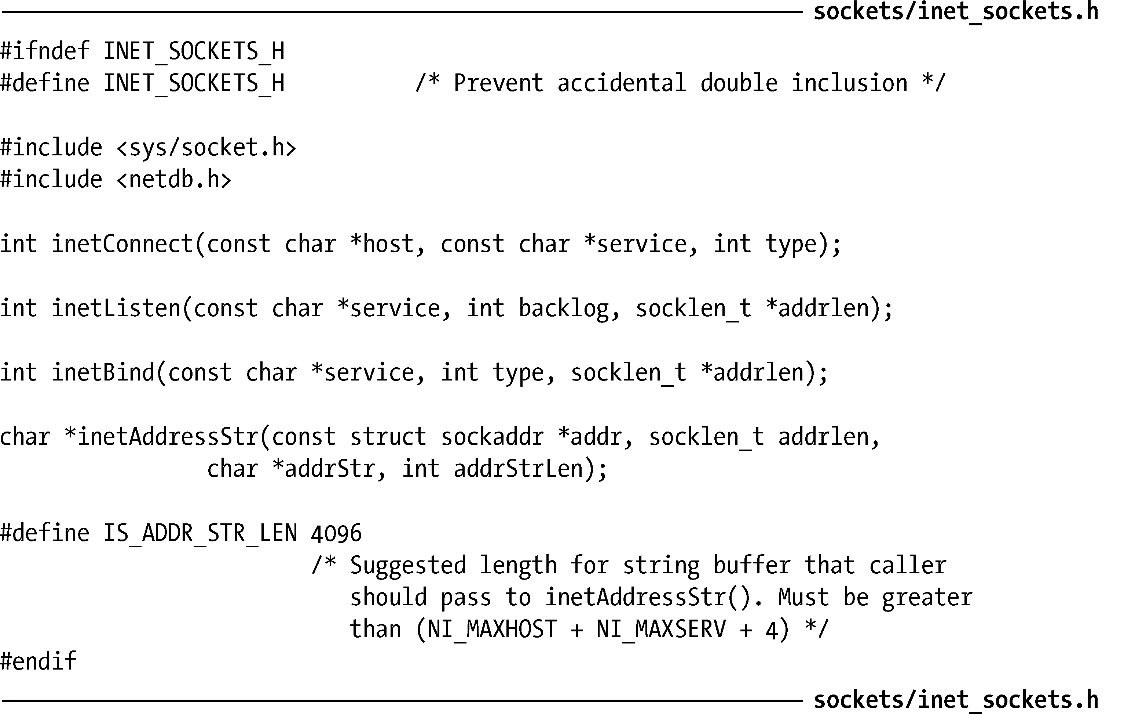 sockets/inet_sockets.h
#ifndef INET_SOCKETS_H
#define INET_SOCKETS_H          /* Prevent accidental double inclusion */
#include <sys/socket.h>
#include <netdb.h>
int inetConnect(const char *host, const char *service, int type);
int inetListen(const char *service, int backlog, socklen_t *addrlen);
int inetBind(const char *service, int type, socklen_t *addrlen);
char *inetAddressStr(const struct sockaddr *addr, socklen_t addrlen,
                char *addrStr, int addrStrLen);
#define IS_ADDR_STR_LEN 4096
                        /* Suggested length for string buffer that caller
                           should pass to inetAddressStr(). Must be greater
                           than (NI_MAXHOST + NI_MAXSERV + 4) */
#endif
sockets/inet_sockets.h